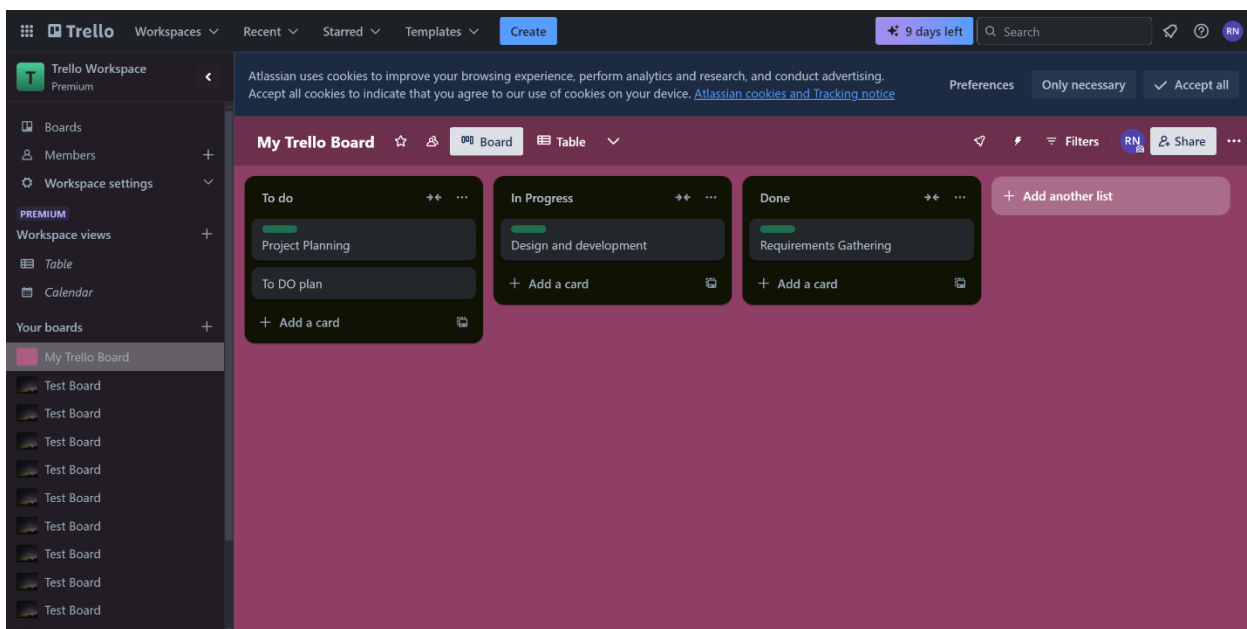 Trello
Workspaces
Recent
Starred
Templates
Create
9 days left
Search
RN
T
Trello Workspace
Premium
Atlassian uses cookies to improve your browsing experience, perform analytics and research, and conduct advertising.
Accept all cookies to indicate that you agree to our use of cookies on your device. Atlassian cookies and Tracking notice
Preferences
Only necessary
Accept all
Boards
Members
Workspace settings
PREMIUM
Workspace views
Table
Calendar
Your boards
My Trello Board
Test Board
Test Board
Test Board
Test Board
Test Board
Test Board
Test Board
Test Board
Test Board
My Trello Board
Board
Table
Filters
RN
Share
To do
Project Planning
To DO plan
Add a card
In Progress
Design and development
Add a card
Done
Requirements Gathering
Add a card
Add another list